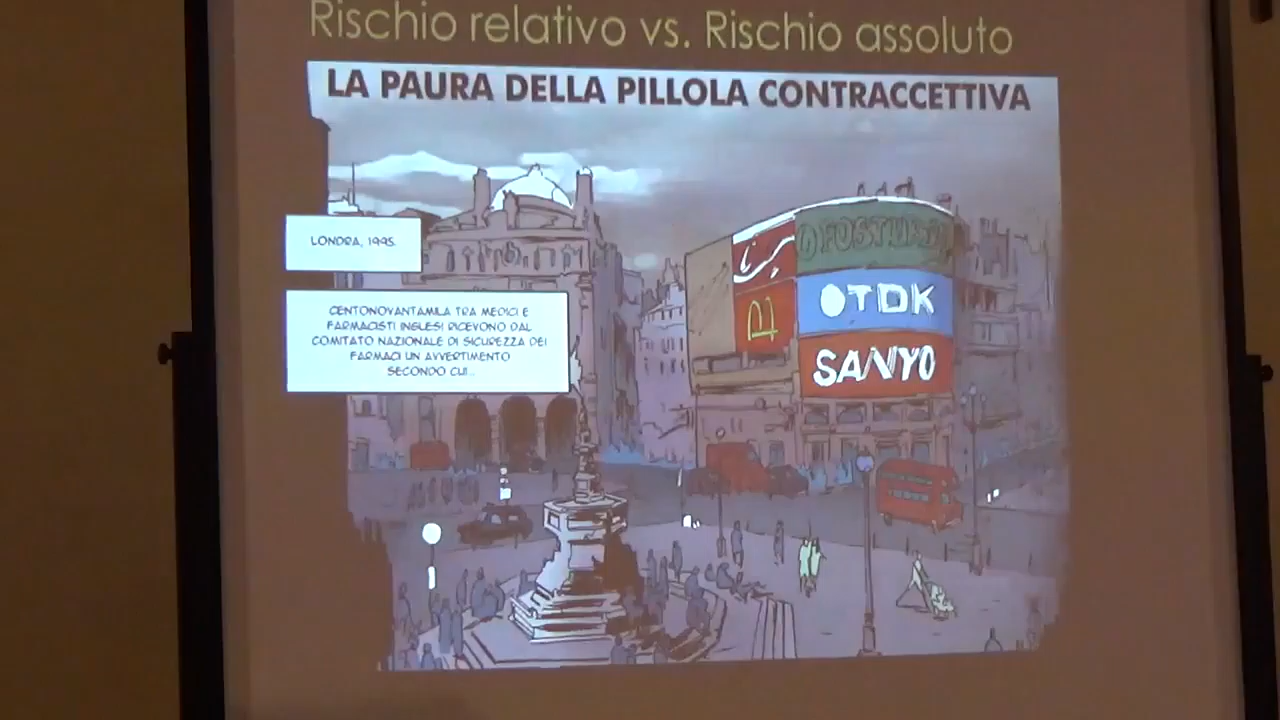 Rischio relativo vs. Rischio assoluto
LA PAURA DELLA PILLOLA CONTRACCETTIVA
LONDRA, 1995.
CENTONOVANTAMILA TRA MEDICI E
FARMACISTI INGLESI RICEVONO DAL
COMITATO NAZIONALE DI SICUREZZA DEI
FARMACI UN AVVERTIMENTO
SECONDO CUI...
TDK
SANYO